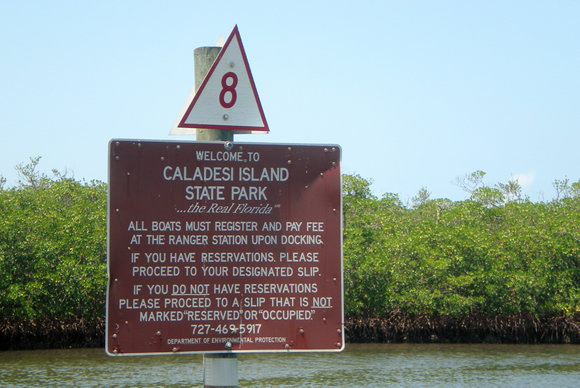 8
WELCOME TO
CALADESI ISLAND
STATE PARK
...the Real Florida
ALL BOATS MUST REGISTER AND PAY FEE
AT THE RANGER STATION UPON DOCKING.
IF YOU HAVE RESERVATIONS, PLEASE
PROCEED TO YOUR DESIGNATED SLIP.
IF YOU DO NOT HAVE RESERVATIONS
PLEASE PROCEED TO A SLIP THAT IS NOT
MARKED "RESERVED" OR "OCCUPIED"
727-469-5917
DEPARTMENT OF ENVIRONMENTAL PROTECTION